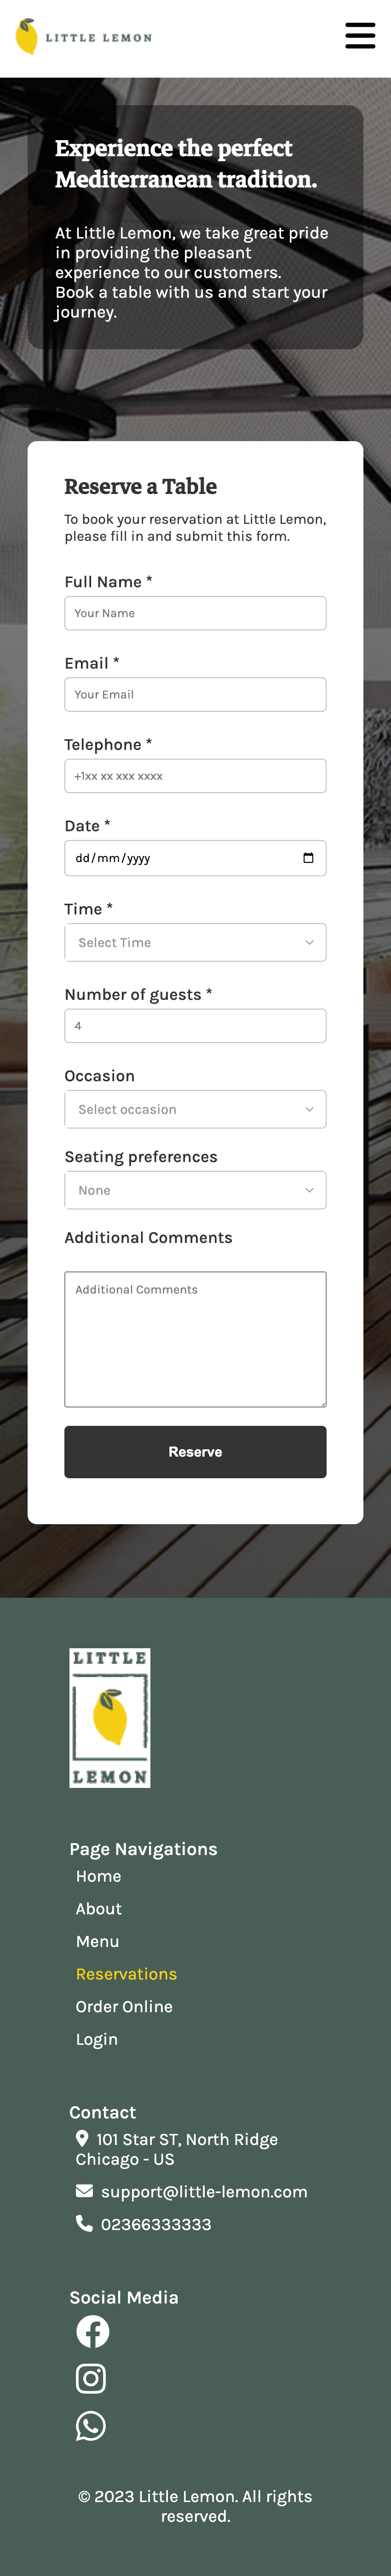 LITTLE LEMON
Experience the perfect
Mediterranean tradition.
At Little Lemon, we take great pride
in providing the pleasant
experience to our customers.
Book a table with us and start your
journey.
Reserve a Table
To book your reservation at Little Lemon,
please fill in and submit this form.
Full Name *
Your Name
Email *
Your Email
Telephone *
+1xx xx xxx xxxx
Date *
dd/mm/yyyy
Time *
Select Time
Number of guests *
4
Occasion
Select occasion
Seating preferences
None
Additional Comments
Additional Comments
Reserve
LITTLE
LEMON
Page Navigations
Home
About
Menu
Reservations
Order Online
Login
Contact
101 Star ST, North Ridge
Chicago - US
support@little-lemon.com
02366333333
Social Media
© 2023 Little Lemon. All rights
reserved.